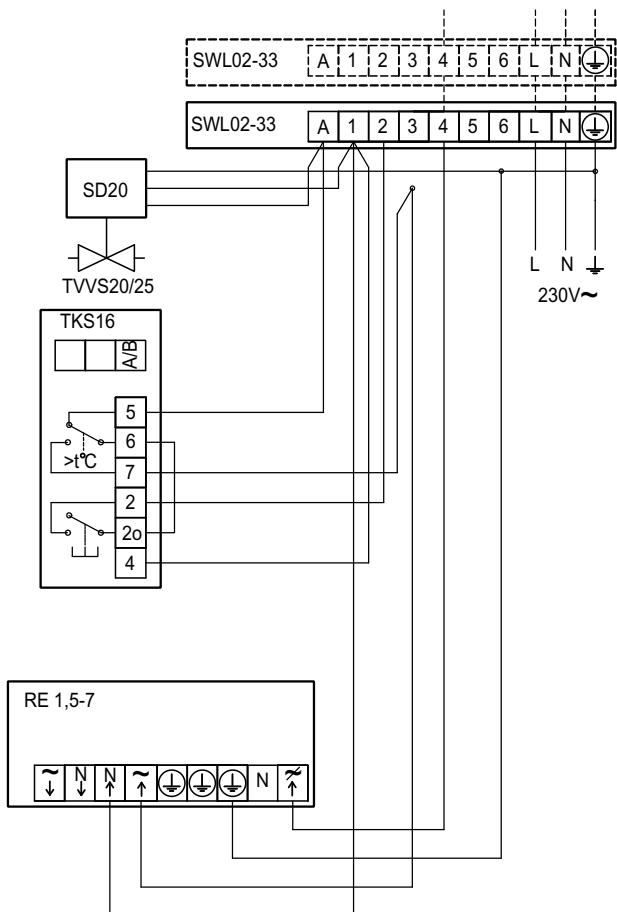 SWL02-33 A 1 2 3 4 5 6 L N
SWL02-33 A 1 2 3 4 5 6 L N
SD20
L N
230V~
TVVS20/25
TKS16
A/B
5
6
>t°C
7
2
2o
4
RE 1,5-7
~ N N ~ N ~